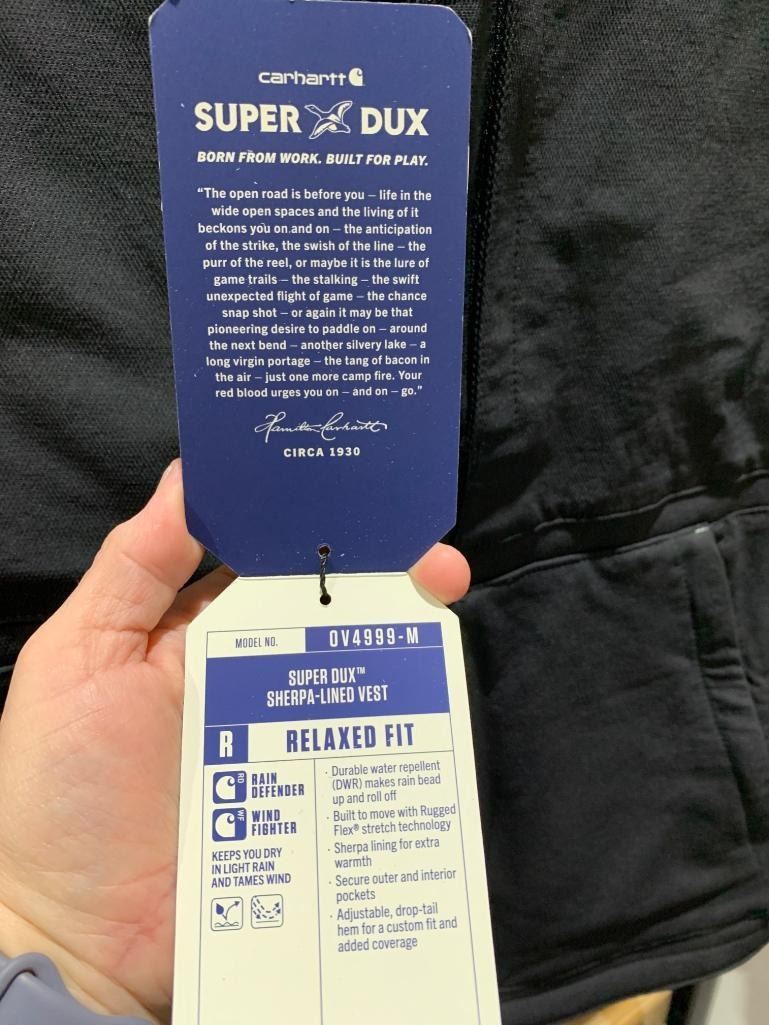 carhartt
SUPER DUX
BORN FROM WORK. BUILT FOR PLAY.
“The open road is before you – life in the
wide open spaces and the living of it
beckons you on and on – the anticipation
of the strike, the swish of the line – the
purr of the reel, or maybe it is the lure of
game trails – the stalking – the swift
unexpected flight of game – the chance
snap shot – or again it may be that
pioneering desire to paddle on – around
the next bend – another silvery lake – a
long virgin portage – the tang of bacon in
the air – just one more camp fire. Your
red blood urges you on – and on – go.”
Hamilton Carhartt
CIRCA 1930
MODEL NO. OV4999-M
SUPER DUX™
SHERPA-LINED VEST
R RELAXED FIT
RD RAIN
DEFENDER
WF WIND
FIGHTER
KEEPS YOU DRY
IN LIGHT RAIN
AND TAMES WIND
· Durable water repellent
(DWR) makes rain bead
up and roll off
· Built to move with Rugged
Flex® stretch technology
· Sherpa lining for extra
warmth
· Secure outer and interior
pockets
· Adjustable, drop-tail
hem for a custom fit and
added coverage